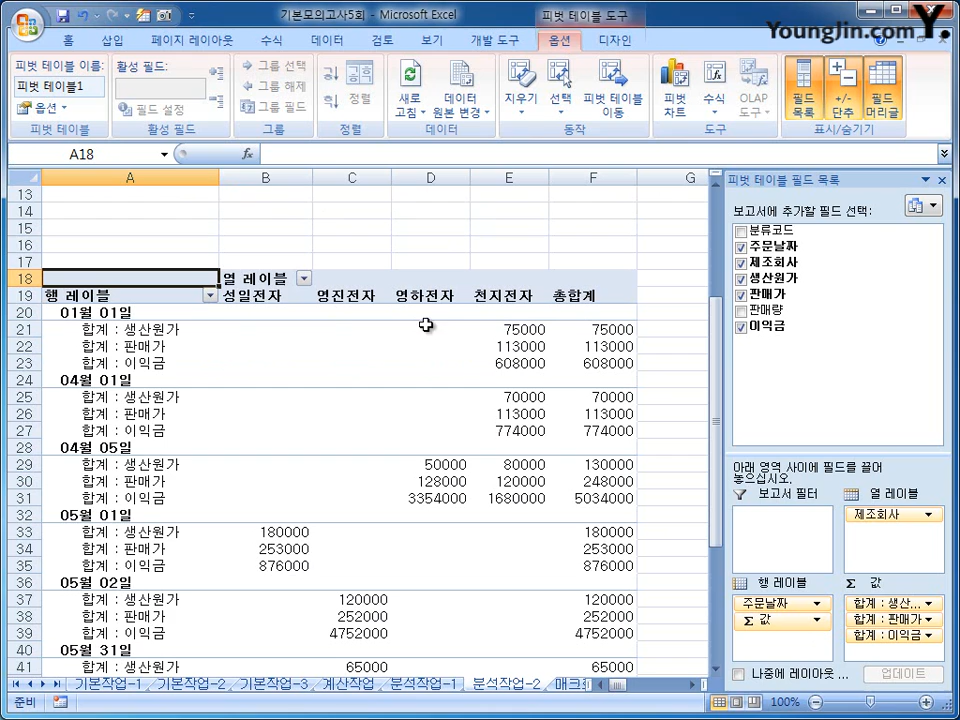 기본모의고사5회 - Microsoft Excel
피벗 테이블 도구
YoungJin.com Y.
홈 삽입 페이지 레이아웃 수식 데이터 검토 보기 개발 도구 옵션 디자인
피벗 테이블 이름:
피벗 테이블1
옵션
피벗 테이블
활성 필드:
필드 설정
활성 필드
그룹 선택
그룹 해제
그룹 필드
그룹
정렬
정렬
새로 고침
데이터 원본 변경
데이터
지우기
선택
피벗 테이블 이동
동작
피벗 차트
수식
OLAP 도구
도구
필드 목록
+/- 단추
필드 머리글
표시/숨기기
A18
fx
A B C D E F G
13
14
15
16
17
18 열 레이블
19 행 레이블 성일전자 영진전자 영하전자 천지전자 총합계
20 01월 01일
21 합계 : 생산원가 75000 75000
22 합계 : 판매가 113000 113000
23 합계 : 이익금 608000 608000
24 04월 01일
25 합계 : 생산원가 70000 70000
26 합계 : 판매가 113000 113000
27 합계 : 이익금 774000 774000
28 04월 05일
29 합계 : 생산원가 50000 80000 130000
30 합계 : 판매가 128000 120000 248000
31 합계 : 이익금 3354000 1680000 5034000
32 05월 01일
33 합계 : 생산원가 180000 180000
34 합계 : 판매가 253000 253000
35 합계 : 이익금 876000 876000
36 05월 02일
37 합계 : 생산원가 120000 120000
38 합계 : 판매가 252000 252000
39 합계 : 이익금 4752000 4752000
40 05월 31일
41 합계 : 생산원가 65000 65000
피벗 테이블 필드 목록
보고서에 추가할 필드 선택:
분류코드
주문날짜
제조회사
생산원가
판매가
판매량
이익금
아래 영역 사이에 필드를 끌어
놓으십시오.
보고서 필터
열 레이블
제조회사
행 레이블
Σ 값
주문날짜
Σ 값
합계 : 생산...
합계 : 판매가
합계 : 이익금
나중에 레이아웃 ...
업데이트
기본작업-1 기본작업-2 기본작업-3 계산작업 분석작업-1 분석작업-2
준비
100%